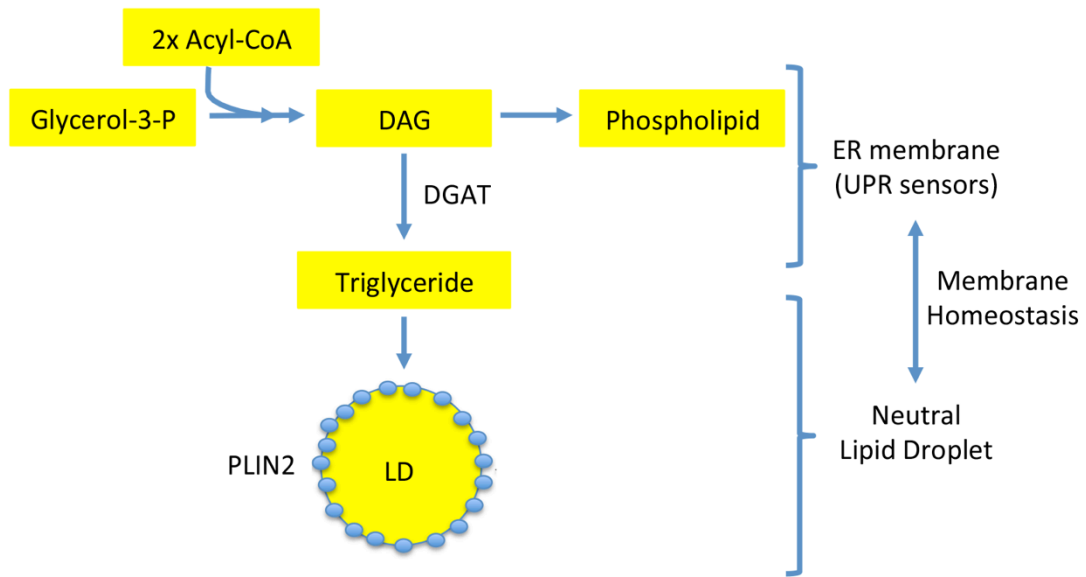 2x Acyl-CoA
Glycerol-3-P
DAG
Phospholipid
ER membrane
(UPR sensors)
DGAT
Triglyceride
Membrane
Homeostasis
PLIN2
LD
Neutral
Lipid Droplet